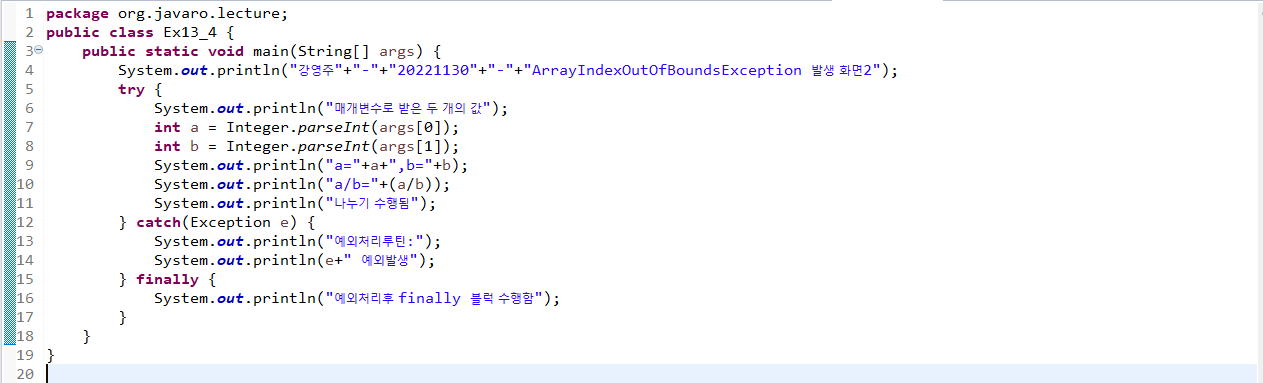 1 package org.javaro.lecture;
2 public class Ex13_4 {
3 public static void main(String[] args) {
4 System.out.println("강영주"+"-"+"20221130"+"-"+"ArrayIndexOutOfBoundsException 발생 화면2");
5 try {
6 System.out.println("매개변수로 받은 두 개의 값");
7 int a = Integer.parseInt(args[0]);
8 int b = Integer.parseInt(args[1]);
9 System.out.println("a="+a+",b="+b);
10 System.out.println("a/b="+(a/b));
11 System.out.println("나누기 수행됨");
12 } catch(Exception e) {
13 System.out.println("예외처리루틴:");
14 System.out.println(e+" 예외발생");
15 } finally {
16 System.out.println("예외처리후 finally 블럭 수행함");
17 }
18 }
19 }
20